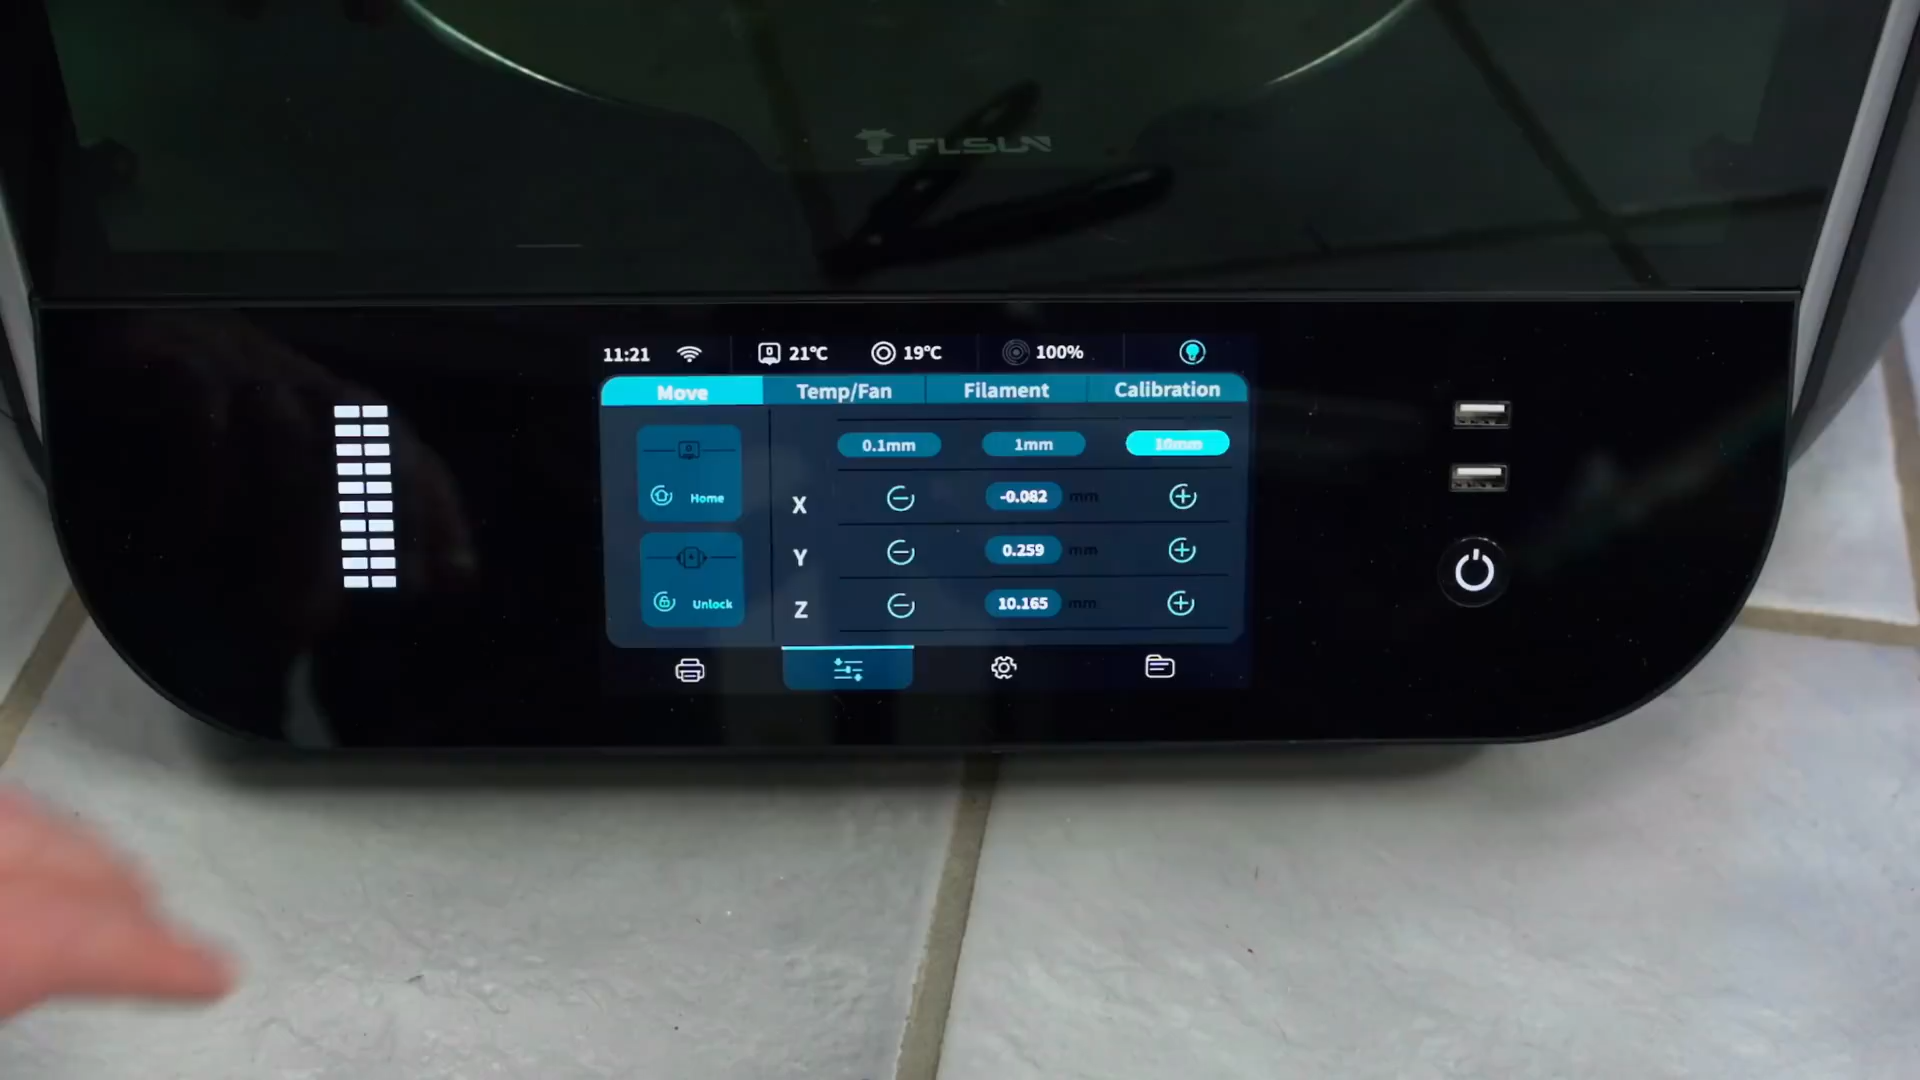 FLSUN
11:21 21℃ 19℃ 100%
Move Temp/Fan Filament Calibration
0.1mm 1mm 10mm
Home
X -0.082 mm
Y 0.259 mm
Unlock
Z 10.165 mm